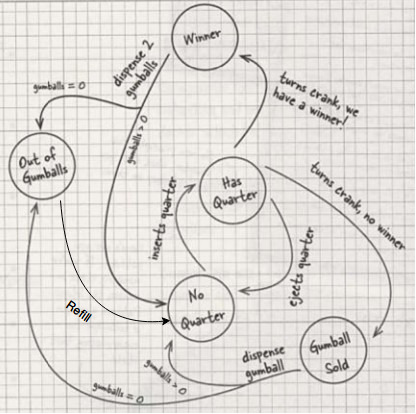 Winner
dispense 2
gumballs
gumballs = 0
turns crank, we
have a winner!
gumballs > 0
Out of
Gumballs
Has
Quarter
turns crank, no winner
inserts quarter
ejects quarter
No
Quarter
Refill
Gumball
Sold
dispense
gumball
gumballs > 0
gumballs = 0